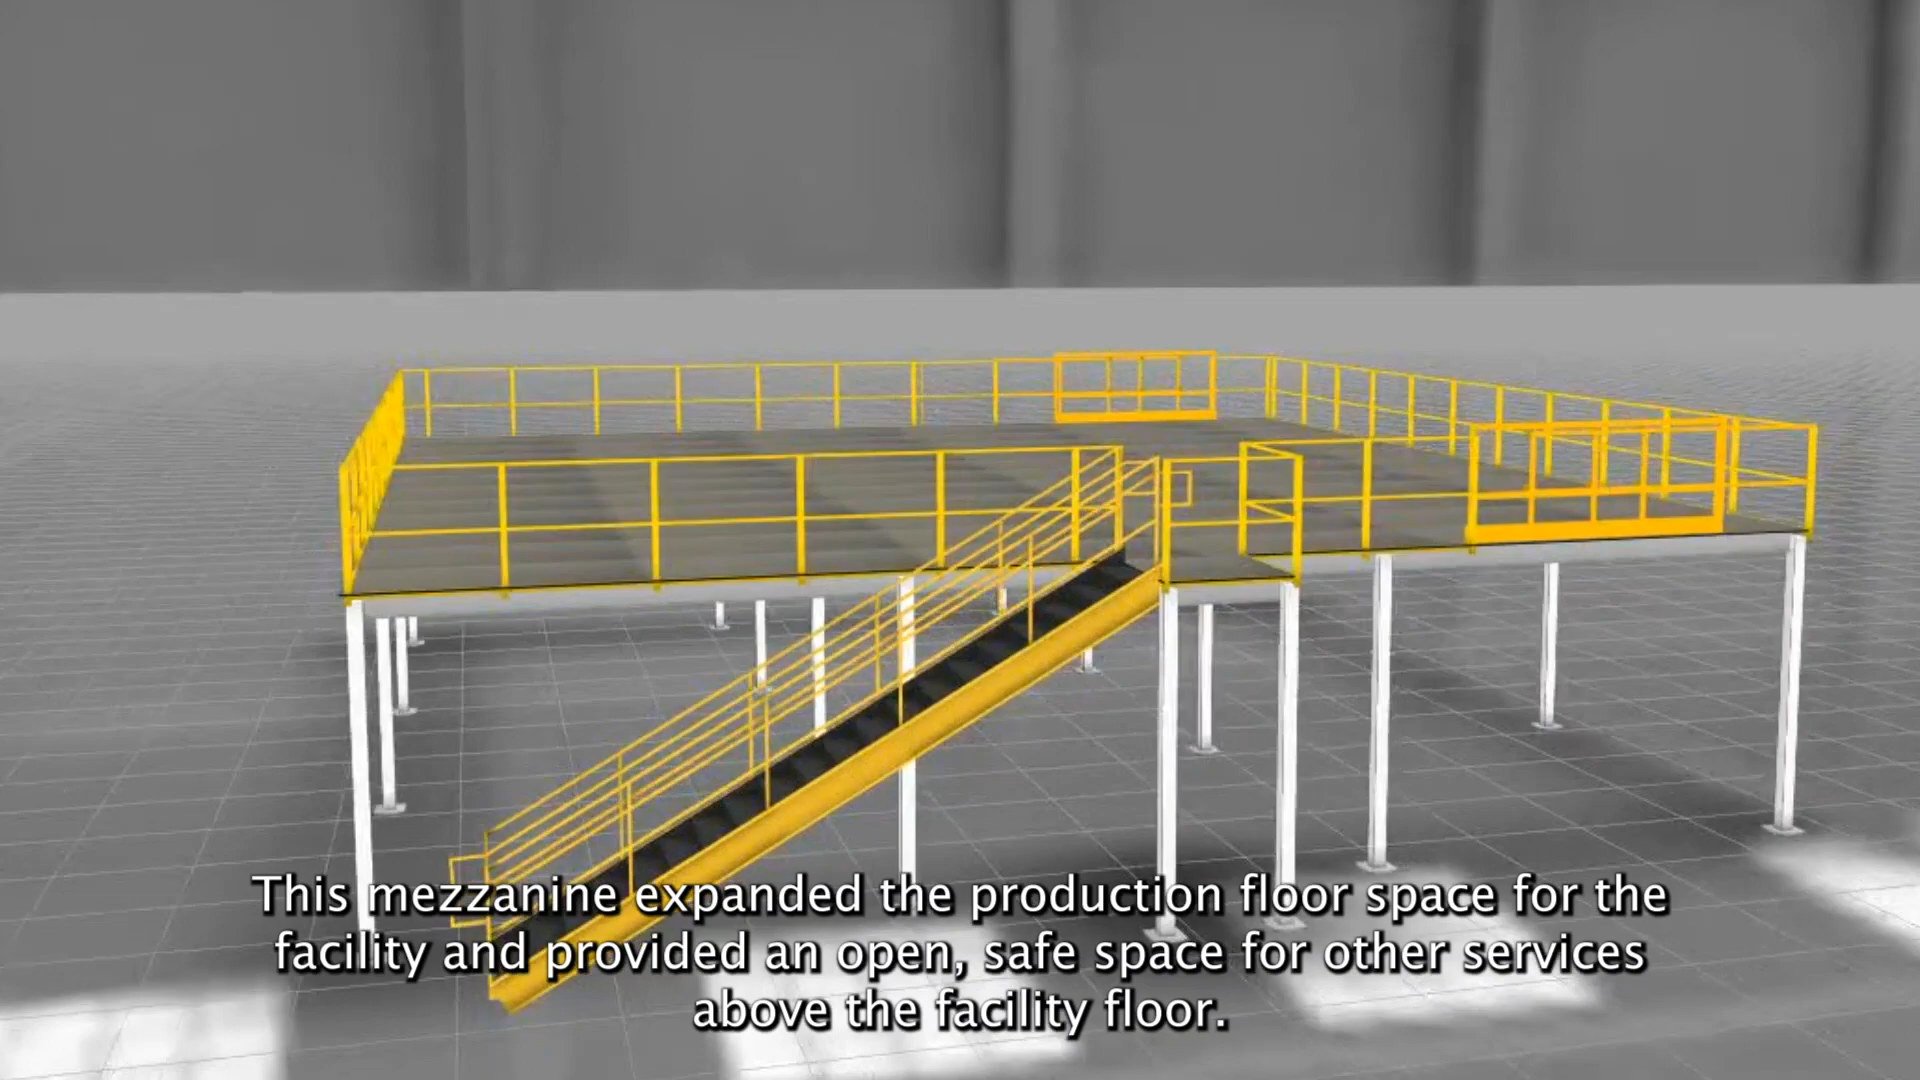 This mezzanine expanded the production floor space for the
facility and provided an open, safe space for other services
above the facility floor.